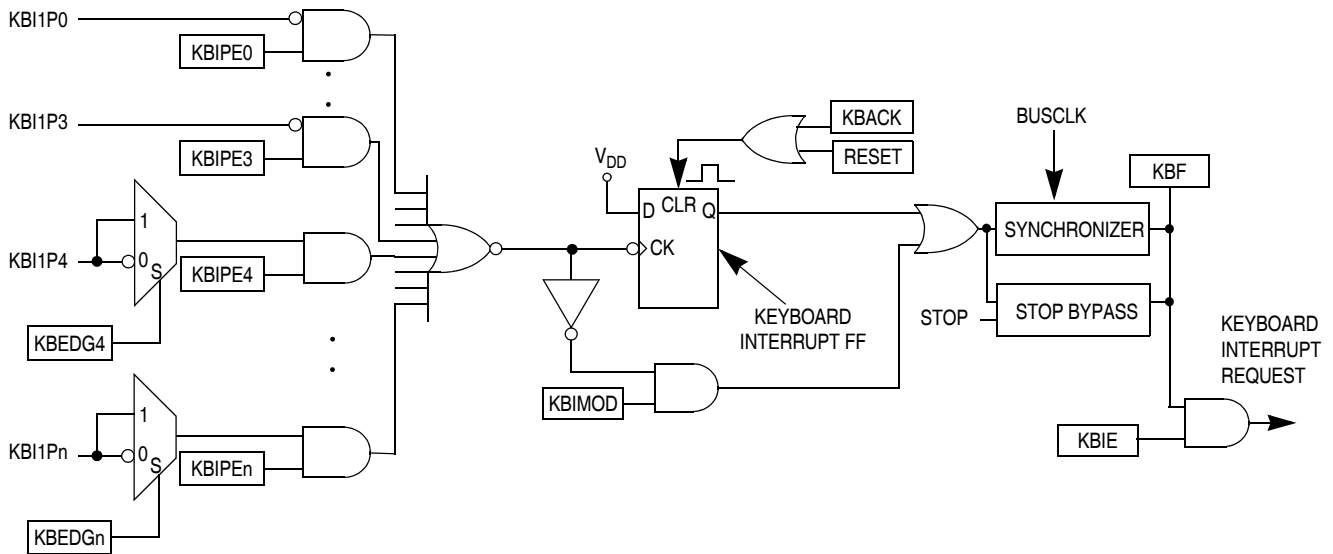 KBI1P0
KBIPE0
KBI1P3
KBIPE3
KBACK
RESET
BUSCLK
VDD
KBF
D
CLR
Q
CK
1
0
S
KBI1P4
KBIPE4
SYNCHRONIZER
KEYBOARD
INTERRUPT FF
STOP
STOP BYPASS
KEYBOARD
INTERRUPT
REQUEST
KBEDG4
KBIMOD
1
0
S
KBI1Pn
KBIPEn
KBIE
KBEDGn